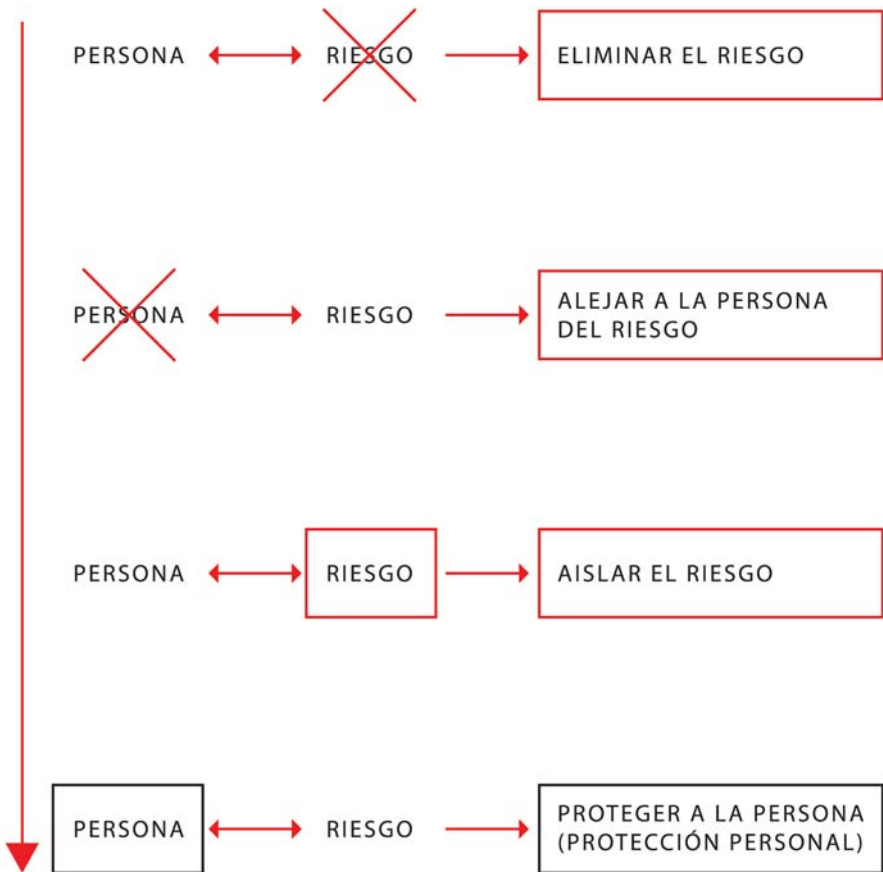 PERSONA RIESGO ELIMINAR EL RIESGO
PERSONA RIESGO ALEJAR A LA PERSONA
DEL RIESGO
PERSONA RIESGO AISLAR EL RIESGO
PERSONA RIESGO PROTEGER A LA PERSONA
(PROTECCIÓN PERSONAL)